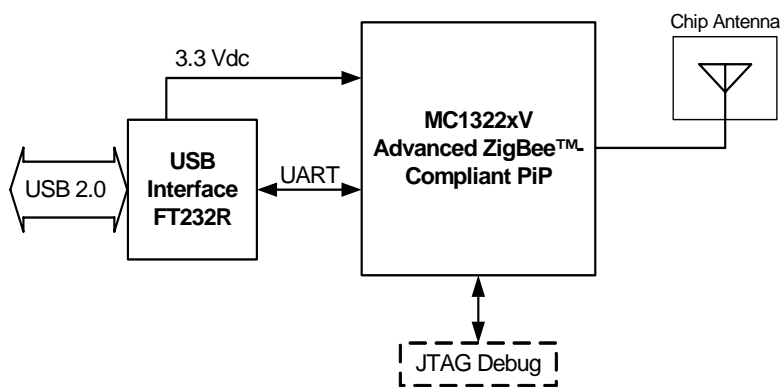 Chip Antenna
3.3 Vdc
MC1322xV
Advanced ZigBee™-
Compliant PiP
USB
Interface
FT232R
USB 2.0
UART
JTAG Debug